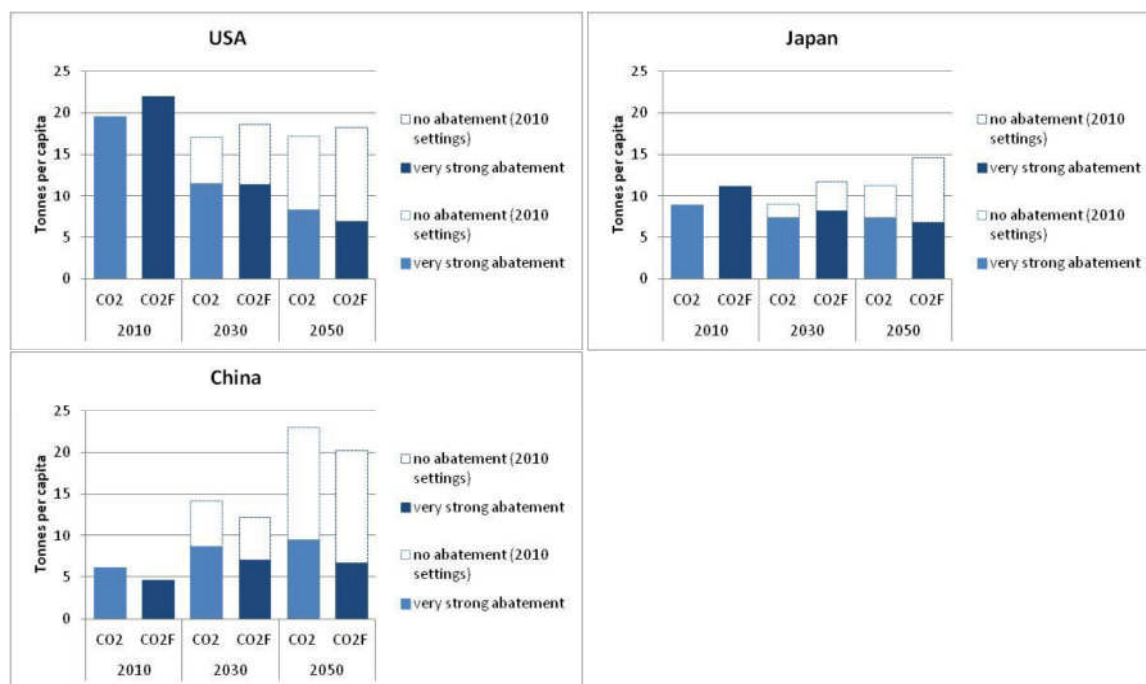 USA
Tonnes per capita
25
20
15
10
5
0
CO2 CO2F CO2 CO2F CO2 CO2F
2010 2030 2050
no abatement (2010
settings)
very strong abatement
no abatement (2010
settings)
very strong abatement
Japan
Tonnes per capita
25
20
15
10
5
0
CO2 CO2F CO2 CO2F CO2 CO2F
2010 2030 2050
no abatement (2010
settings)
very strong abatement
no abatement (2010
settings)
very strong abatement
China
Tonnes per capita
25
20
15
10
5
0
CO2 CO2F CO2 CO2F CO2 CO2F
2010 2030 2050
no abatement (2010
settings)
very strong abatement
no abatement (2010
settings)
very strong abatement